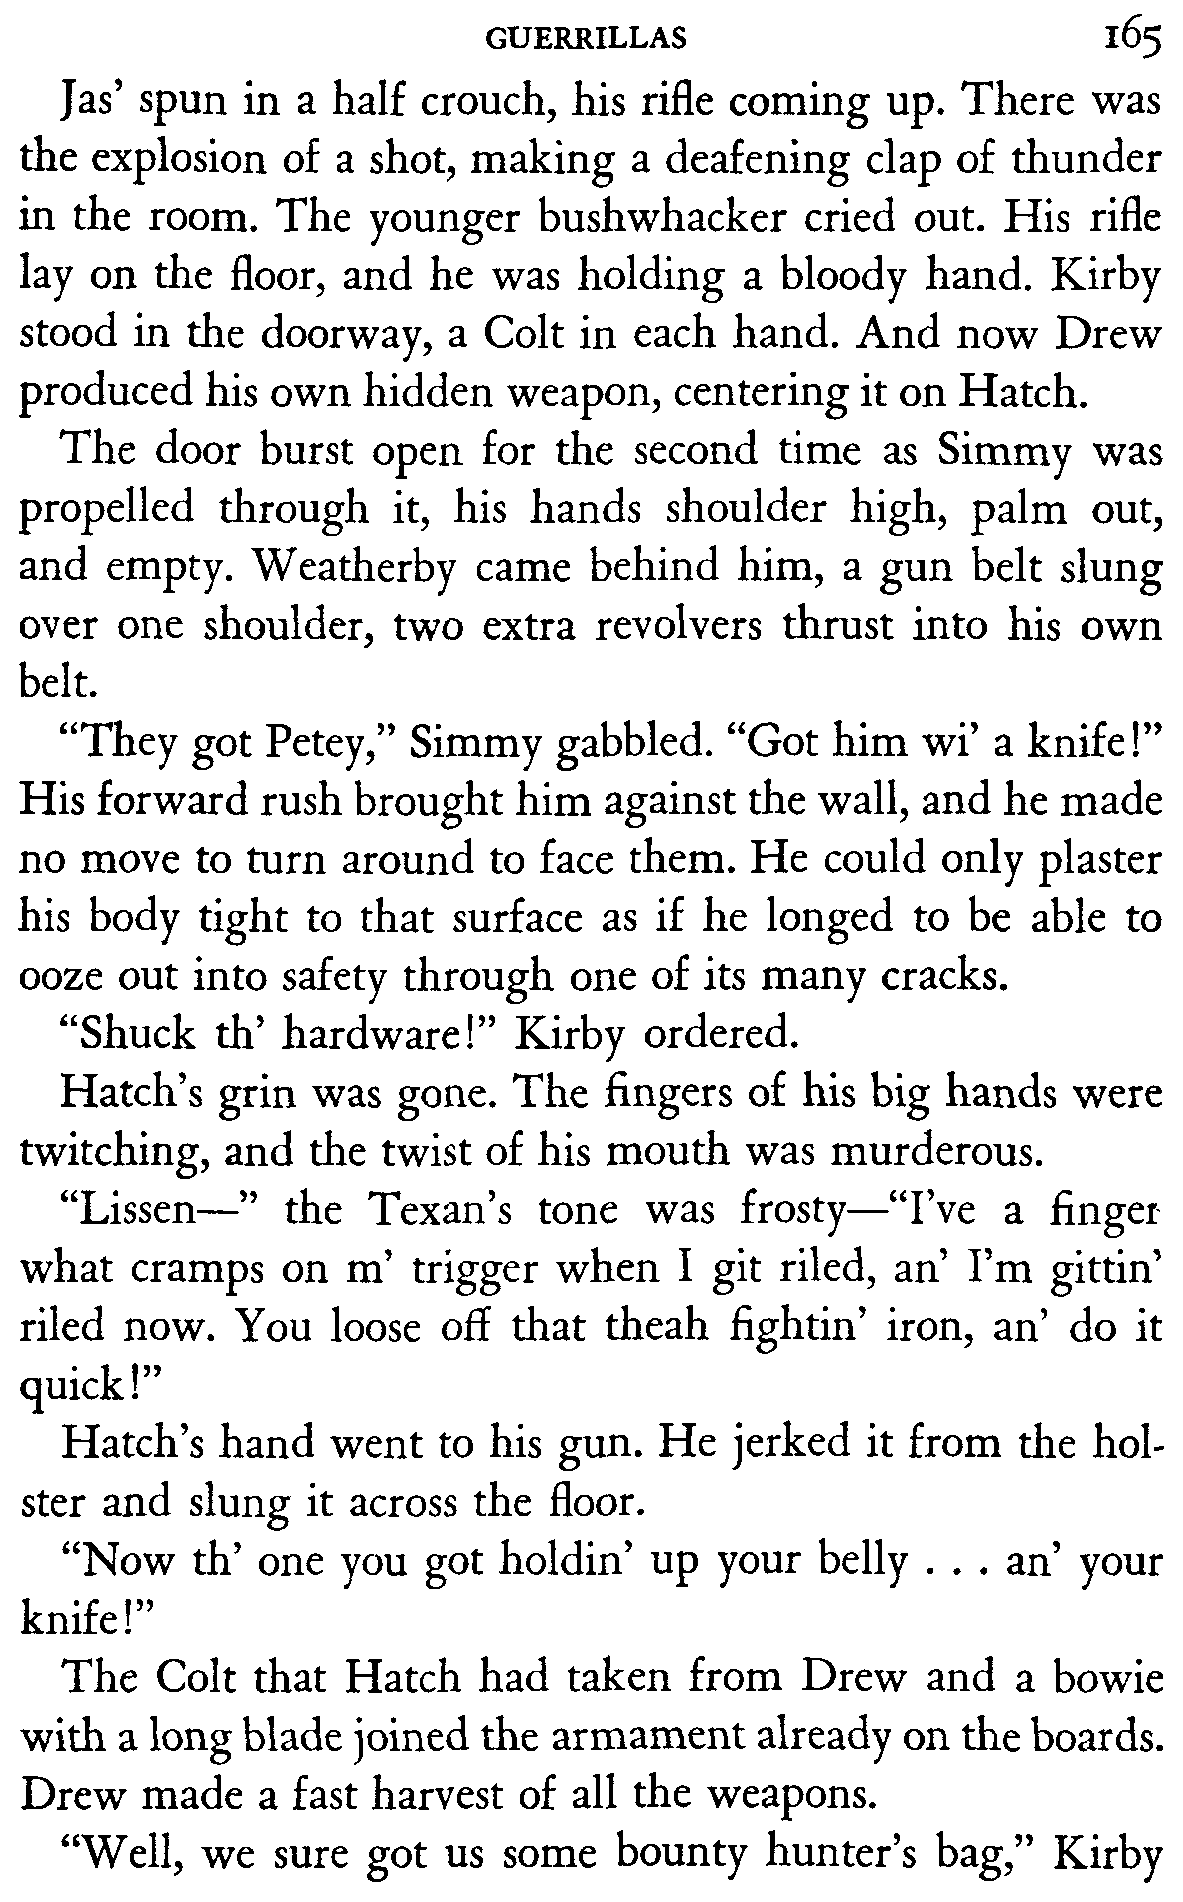 GUERRILLAS 165
Jas’ spun in a half crouch, his rifle coming up. There was
the explosion of a shot, making a deafening clap of thunder
in the room. The younger bushwhacker cried out. His rifle
lay on the floor, and he was holding a bloody hand. Kirby
stood in the doorway, a Colt in each hand. And now Drew
produced his own hidden weapon, centering it on Hatch.
The door burst open for the second time as Simmy was
propelled through it, his hands shoulder high, palm out,
and empty. Weatherby came behind him, a gun belt slung
over one shoulder, two extra revolvers thrust into his own
belt.
“They got Petey,” Simmy gabbled. “Got him wi’ a knife!”
His forward rush brought him against the wall, and he made
no move to turn around to face them. He could only plaster
his body tight to that surface as if he longed to be able to
ooze out into safety through one of its many cracks.
“Shuck th’ hardware!” Kirby ordered.
Hatch’s grin was gone. The fingers of his big hands were
twitching, and the twist of his mouth was murderous.
“Lissen—” the Texan’s tone was frosty—“I’ve a finger
what cramps on m’ trigger when I git riled, an’ I’m gittin’
riled now. You loose off that theah fightin’ iron, an’ do it
quick!”
Hatch’s hand went to his gun. He jerked it from the hol-
ster and slung it across the floor.
“Now th’ one you got holdin’ up your belly . . . an’ your
knife!”
The Colt that Hatch had taken from Drew and a bowie
with a long blade joined the armament already on the boards.
Drew made a fast harvest of all the weapons.
“Well, we sure got us some bounty hunter’s bag,” Kirby